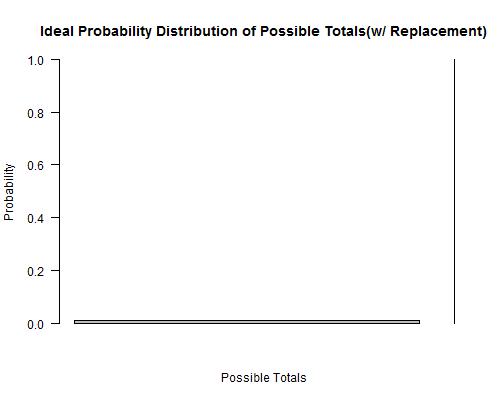 Ideal Probability Distribution of Possible Totals(w/ Replacement)
1.0
0.8
0.6
0.4
0.2
0.0
Probability
Possible Totals